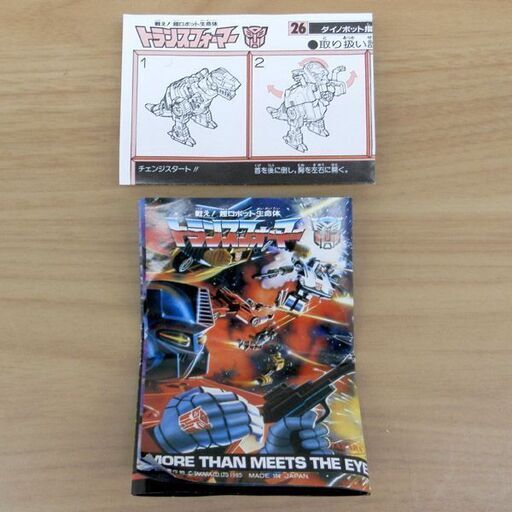 戦え!超ロボット生命体
トランスフォーマー
26
ダイノボット指
●取り扱い説
1
2
チェンジスタート!!
首を後に倒し、胸を左右に開く。
戦え!超ロボット生命体
トランスフォーマー
MORE THAN MEETS THE EYE
© TAKARA CO.,LTD 1985 MADE IN JAPAN